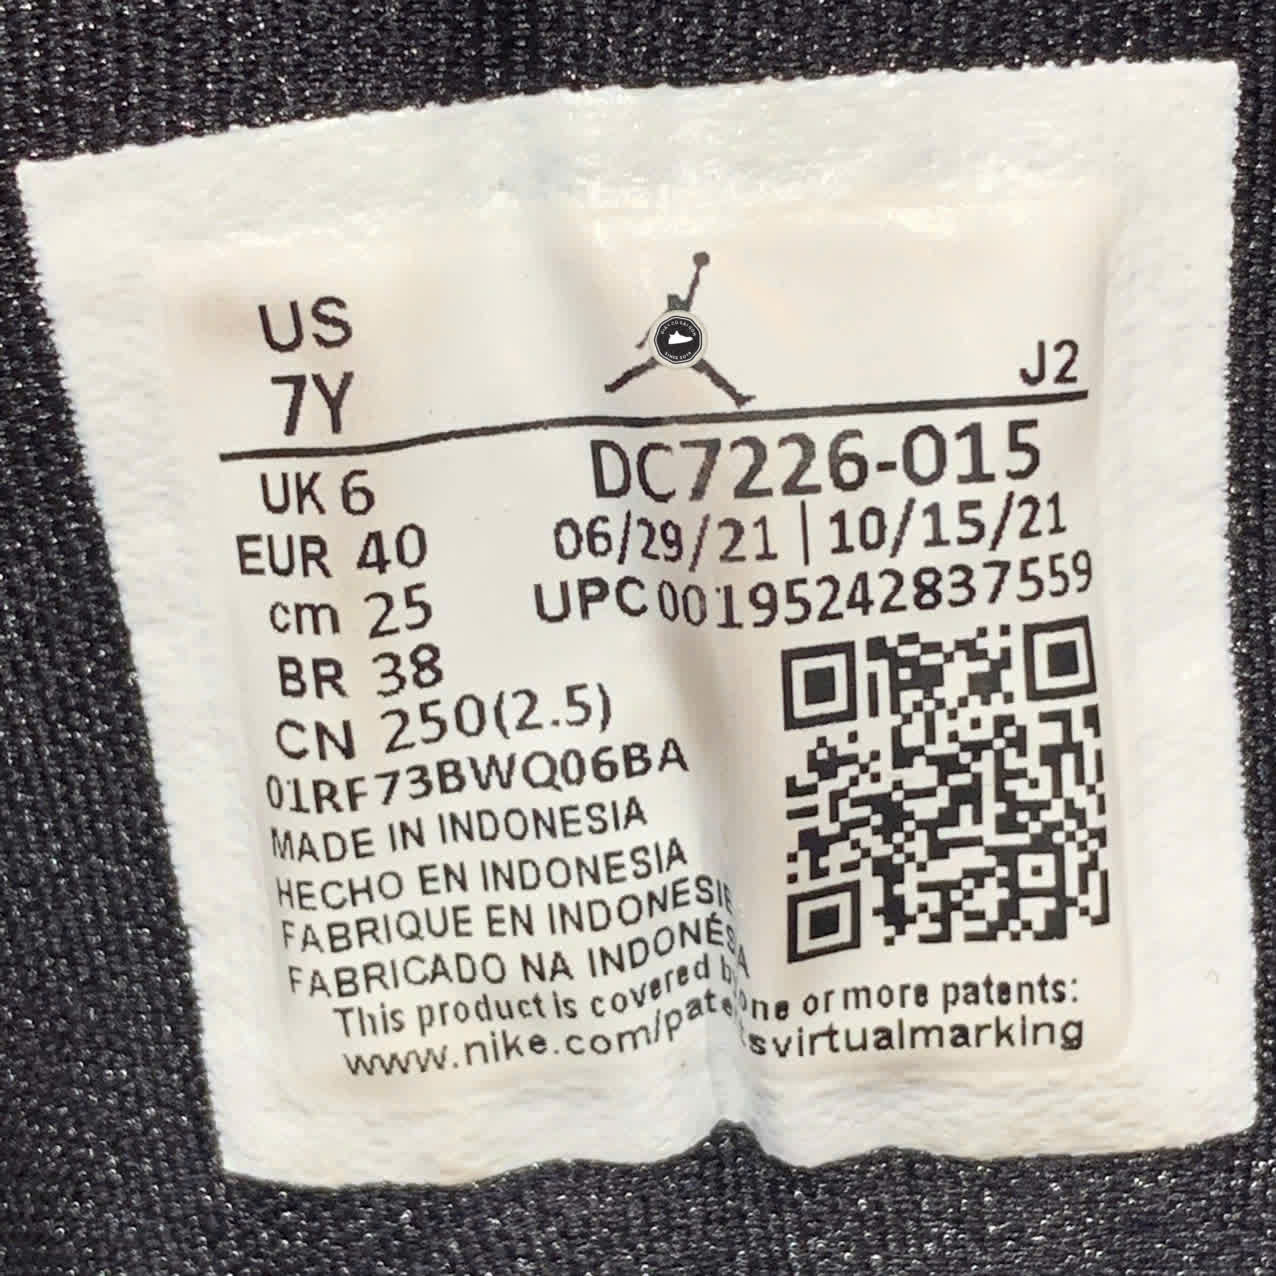 US
7Y
J2
UK 6
DC7226-015
EUR 40
06/29/21 | 10/15/21
cm 25
UPC 00195242837559
BR 38
CN 250(2.5)
01RF73BWQ06BA
MADE IN INDONESIA
HECHO EN INDONESIA
FABRIQUE EN INDONESIE
FABRICADO NA INDONÉSIA
This product is covered by one or more patents:
www.nike.com/patentsvirtualmarking